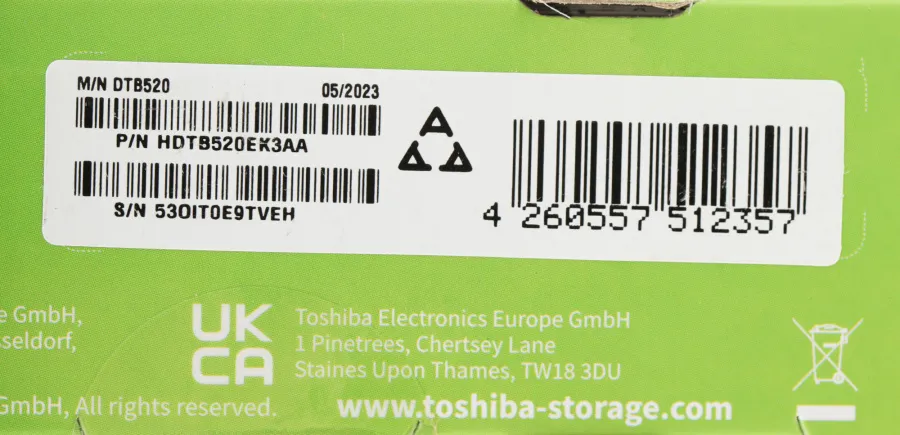 M/N DTB520 05/2023
P/N HDTB520EK3AA
S/N 53OIT0E9TVEH
A
A A
4 260557 512357
e GmbH,
sseldorf,
UK
CA
Toshiba Electronics Europe GmbH
1 Pinetrees, Chertsey Lane
Staines Upon Thames, TW18 3DU
GmbH, All rights reserved.
www.toshiba-storage.com